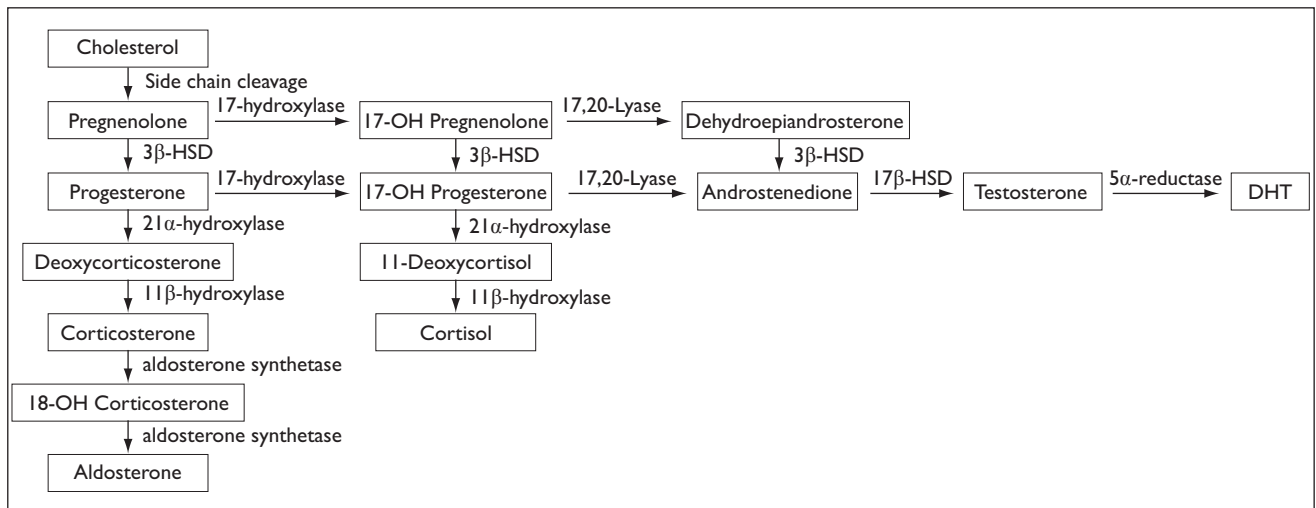 Cholesterol
Side chain cleavage
17-hydroxylase
17,20-Lyase
Pregnenolone
17-OH Pregnenolone
Dehydroepiandrosterone
3β-HSD
3β-HSD
3β-HSD
17-hydroxylase
17,20-Lyase
17β-HSD
5α-reductase
Progesterone
17-OH Progesterone
Androstenedione
Testosterone
DHT
21α-hydroxylase
21α-hydroxylase
Deoxycorticosterone
11-Deoxycortisol
11β-hydroxylase
11β-hydroxylase
Corticosterone
Cortisol
aldosterone synthetase
18-OH Corticosterone
aldosterone synthetase
Aldosterone